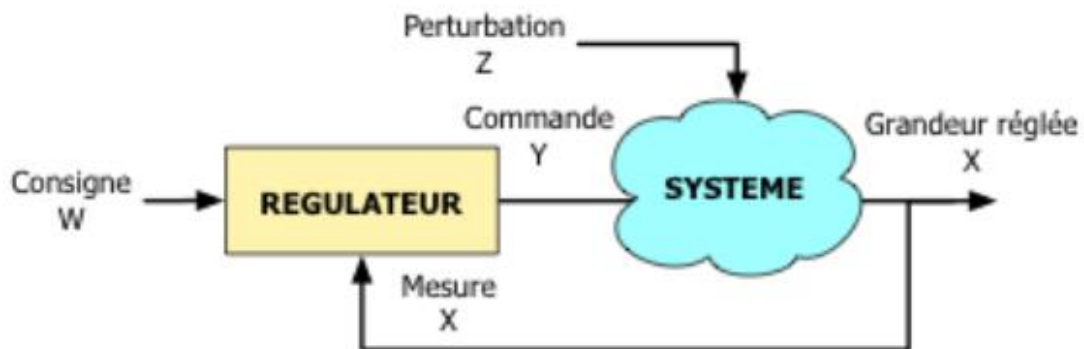 Perturbation
Z
Commande
Y
Grandeur réglée
X
Consigne
W
REGULATEUR
SYSTEME
Mesure
X